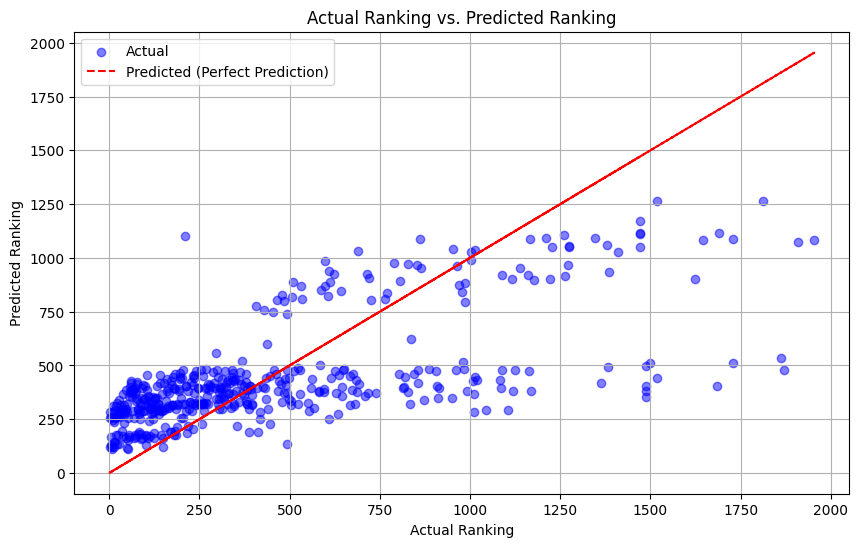 Actual Ranking vs. Predicted Ranking
Actual
Predicted (Perfect Prediction)
Predicted Ranking
2000
1750
1500
1250
1000
750
500
250
0
0 250 500 750 1000 1250 1500 1750 2000
Actual Ranking